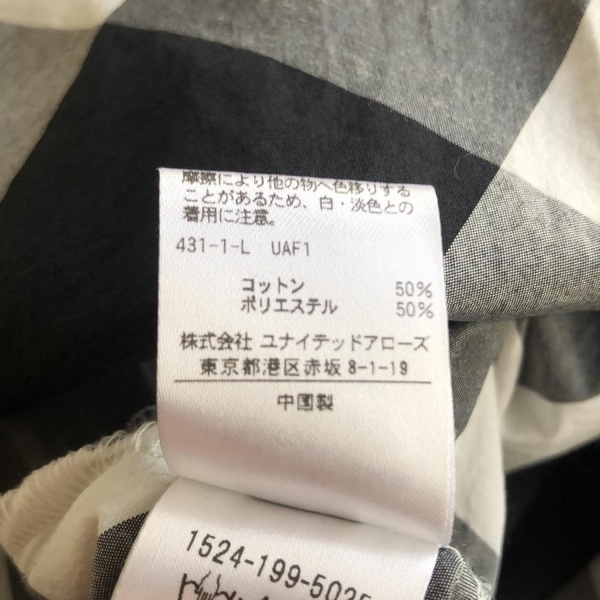 摩擦により他の物へ色移りする
ことがあるため、白・淡色との
着用に注意。
431-1-L UAF1
コットン 50%
ポリエステル 50%
株式会社 ユナイテッドアローズ
東京都港区赤坂 8-1-19
中国製
1524-199-5025